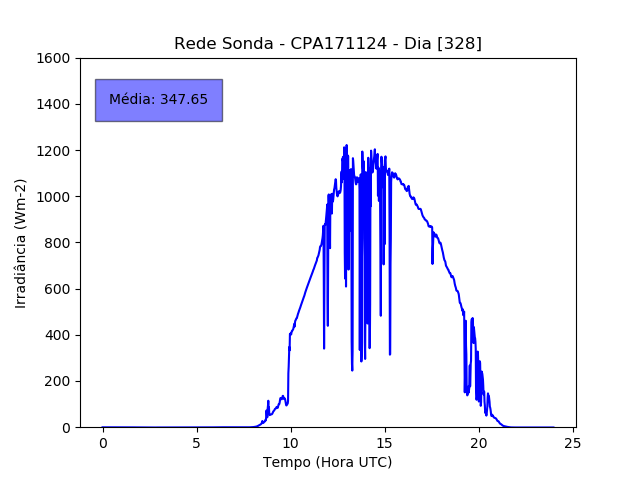 Rede Sonda - CPA171124 - Dia [328]
1600
Média: 347.65
1400
1200
1000
800
600
400
200
0
Irradiância (Wm-2)
0 5 10 15 20 25
Tempo (Hora UTC)